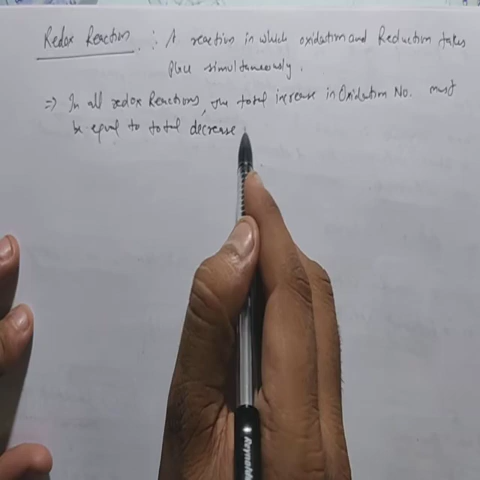 Redox Reaction : A reaction in which oxidation and Reduction takes
place simultaneously.
=> In all redox Reactions, the total increase in Oxidation No. must
be equal to total decrease
Reynolds